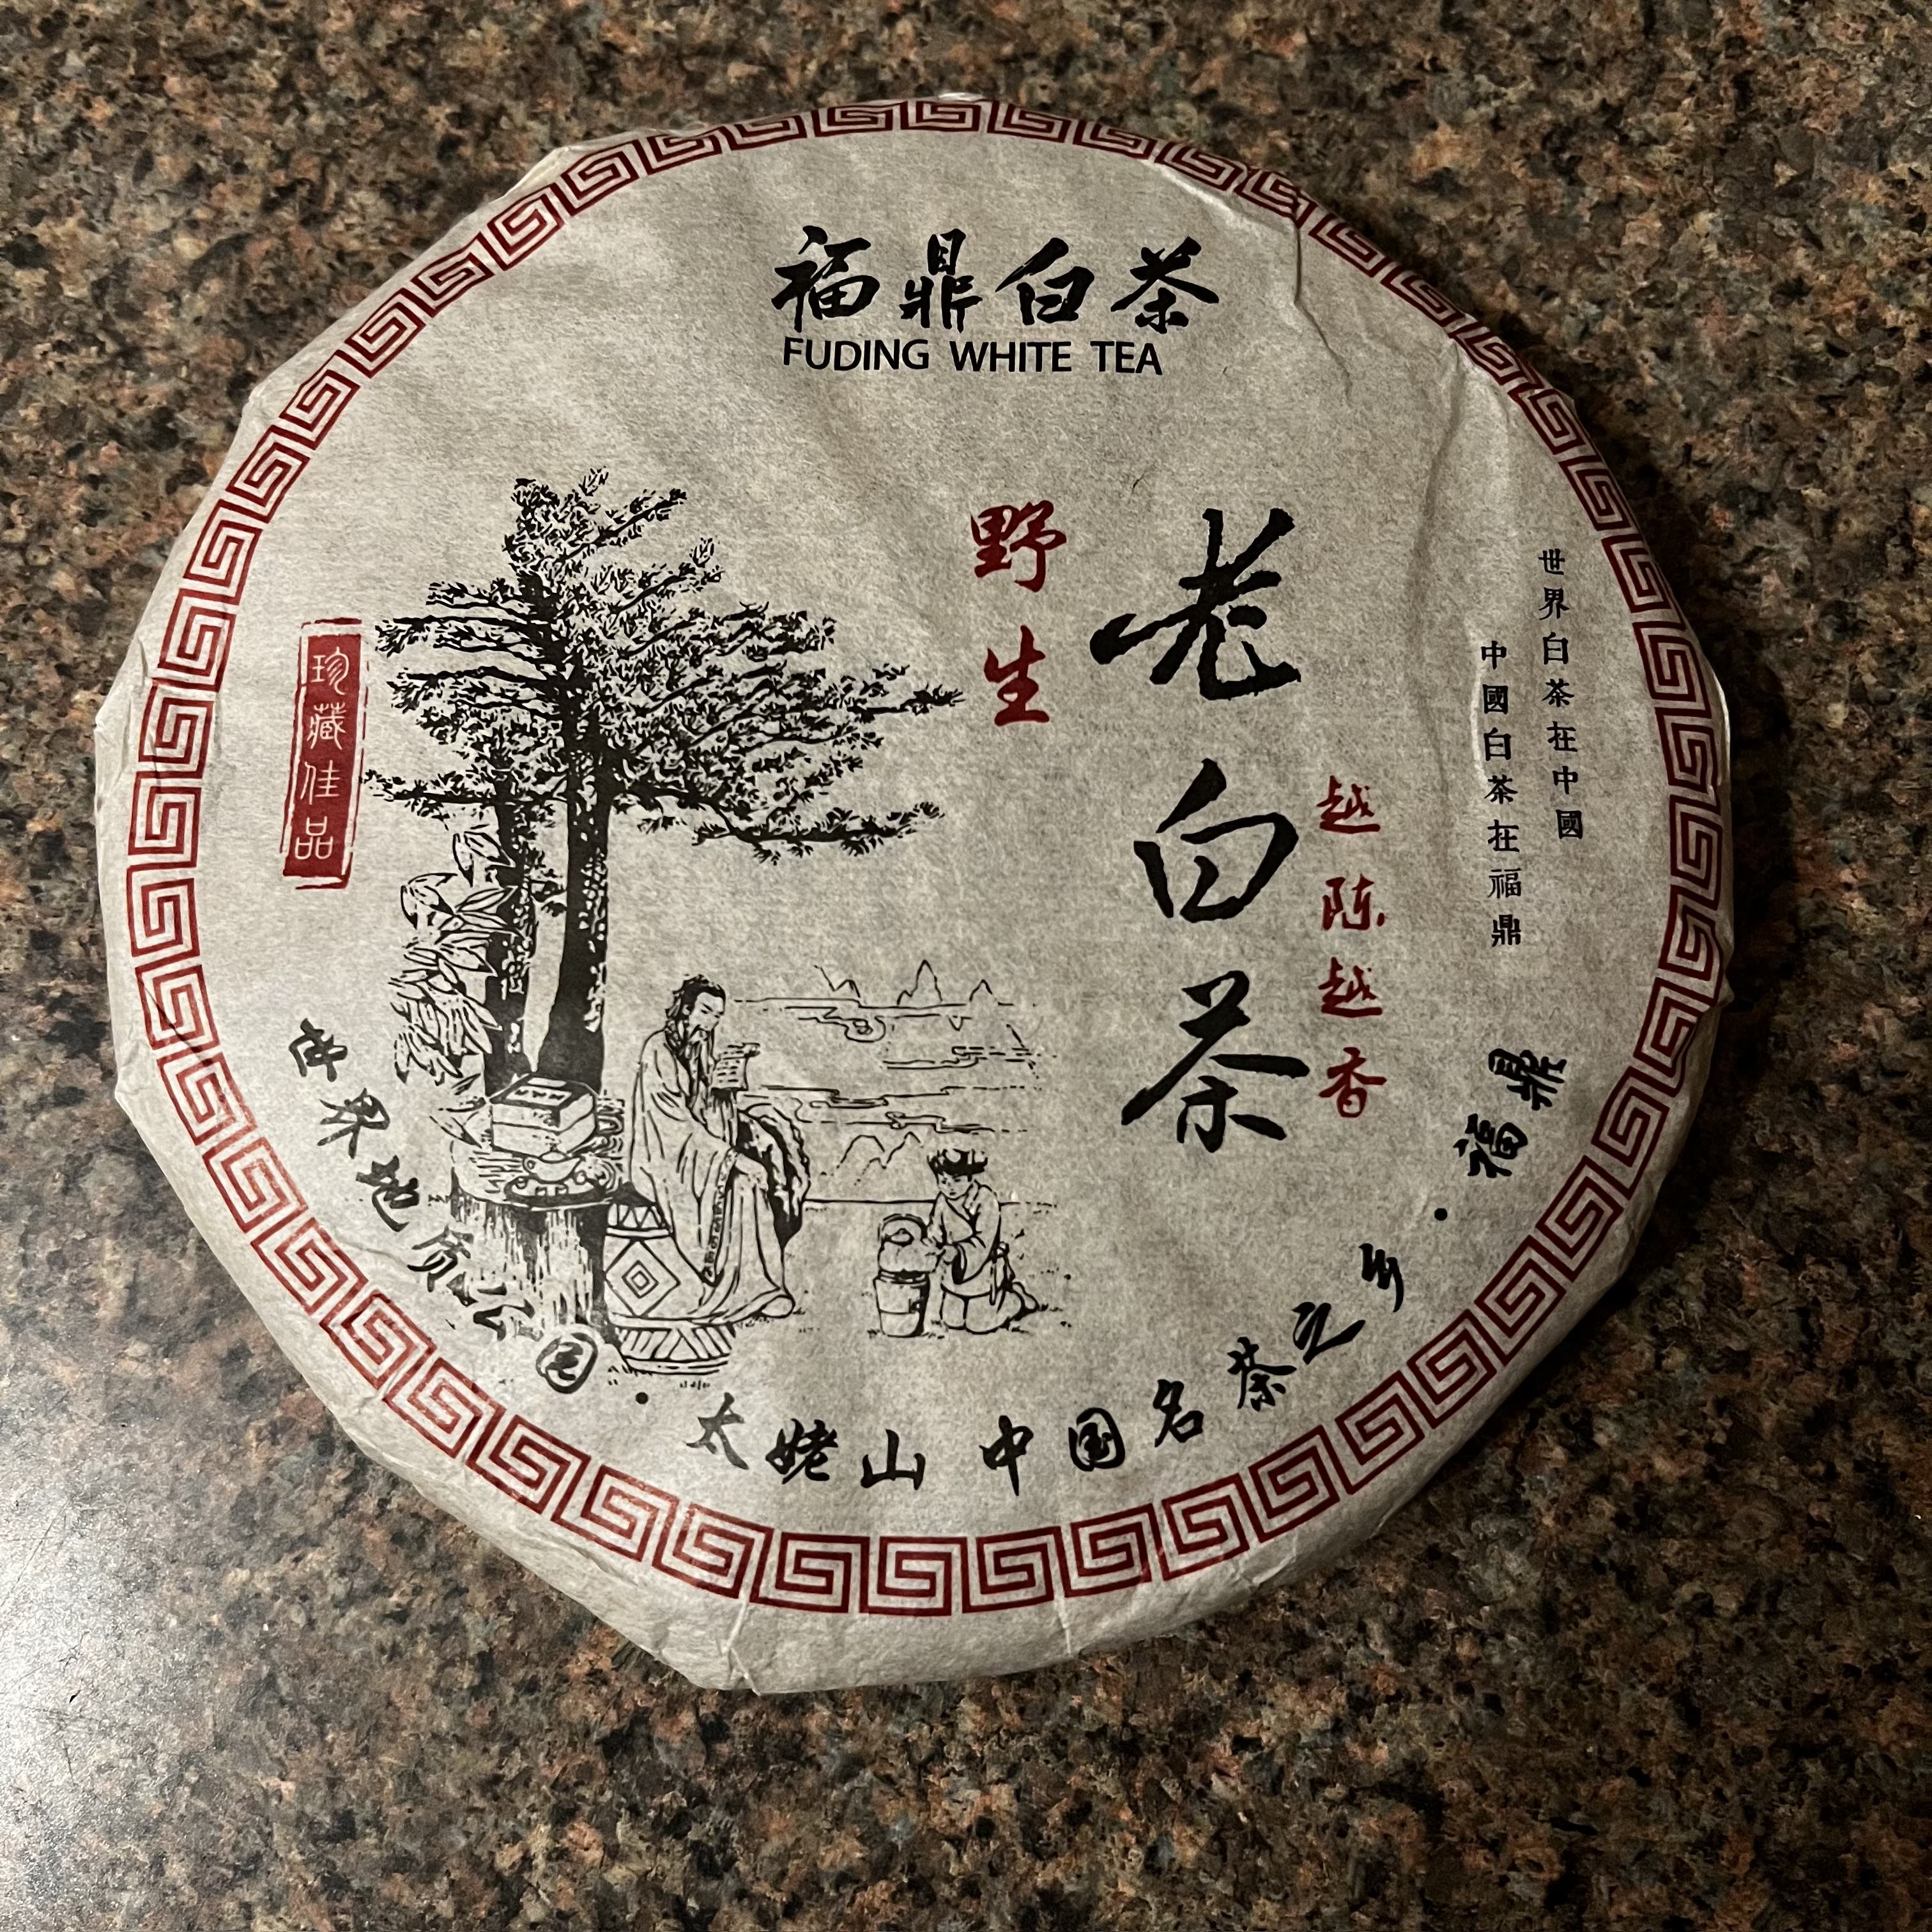 福鼎白茶
FUDING WHITE TEA
世界白茶在中國
中國白茶在福鼎
越陈越香
老白茶
野生
珍藏佳品
世界地质公园·太姥山 中国名茶之乡·福鼎